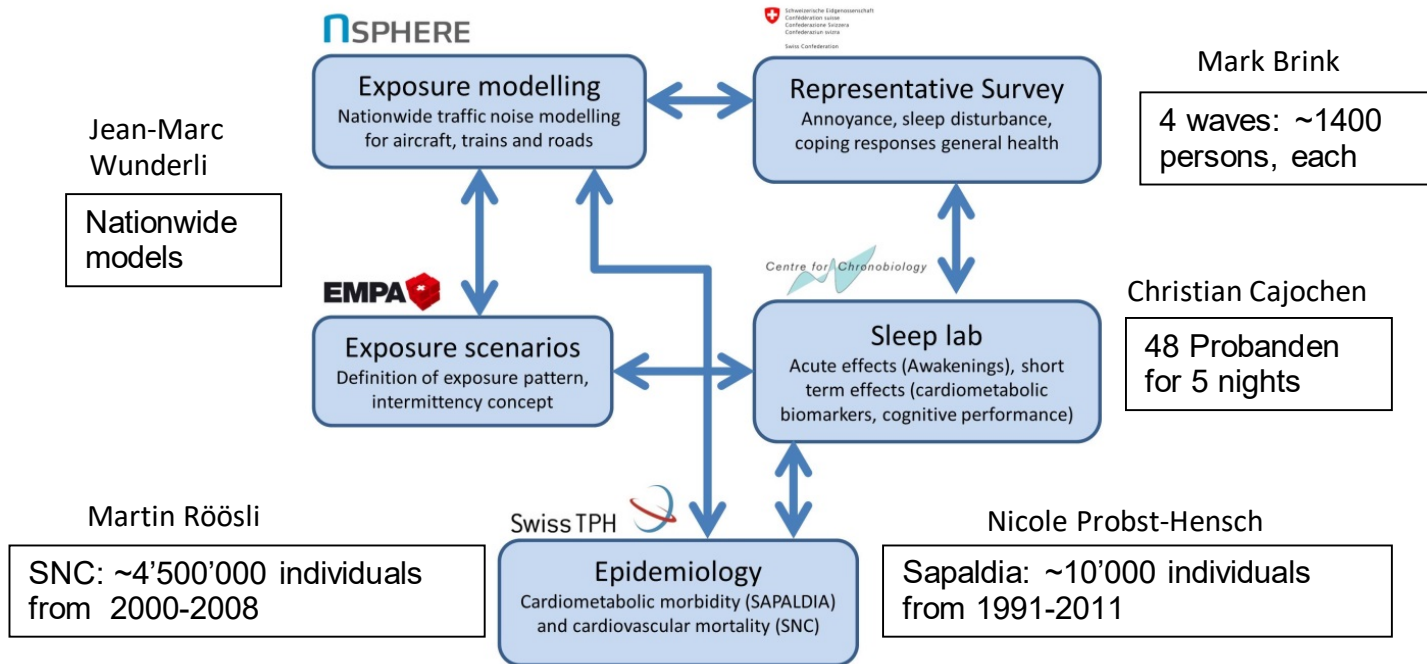 nSPHERE
Schweizerische Eidgenossenschaft
Confédération suisse
Confederazione Svizzera
Confederaziun svizra
Swiss Confederation
Exposure modelling
Nationwide traffic noise modelling
for aircraft, trains and roads
Representative Survey
Annoyance, sleep disturbance,
coping responses general health
Mark Brink
4 waves: ~1400
persons, each
Jean-Marc
Wunderli
Nationwide
models
EMPA
Exposure scenarios
Definition of exposure pattern,
intermittency concept
Centre for Chronobiology
Sleep lab
Acute effects (Awakenings), short
term effects (cardiometabolic
biomarkers, cognitive performance)
Christian Cajochen
48 Probanden
for 5 nights
Martin Röösli
SNC: ~4'500'000 individuals
from 2000-2008
Swiss TPH
Epidemiology
Cardiometabolic morbidity (SAPALDIA)
and cardiovascular mortality (SNC)
Nicole Probst-Hensch
Sapaldia: ~10'000 individuals
from 1991-2011